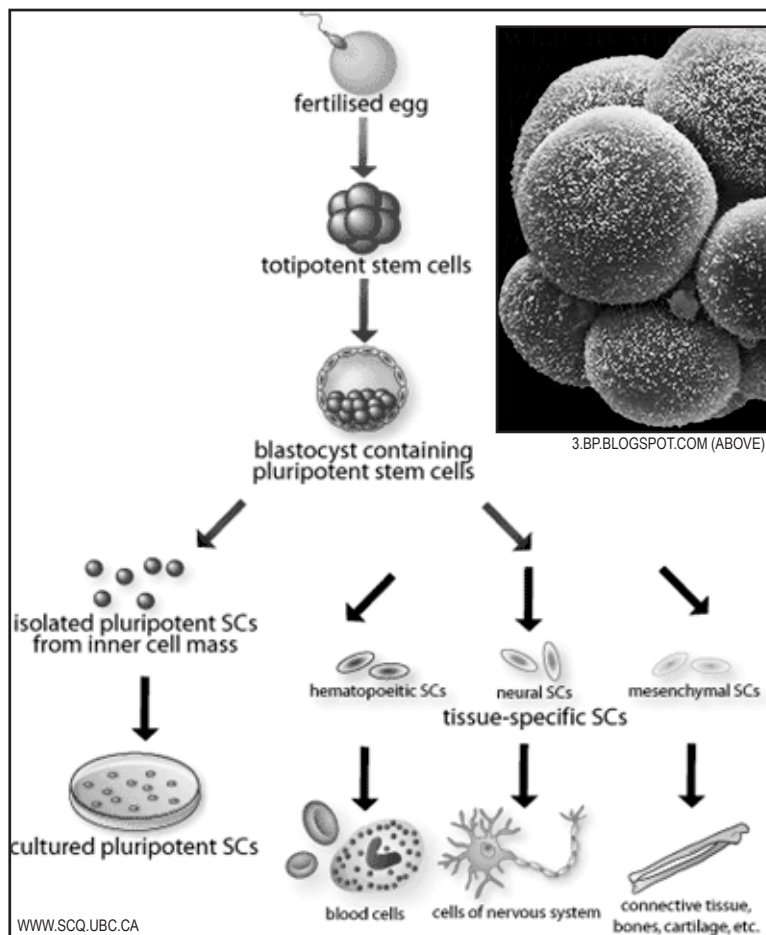 fertilised egg
totipotent stem cells
3.BP.BLOGSPOT.COM (ABOVE)
blastocyst containing
pluripotent stem cells
isolated pluripotent SCs
from inner cell mass
hematopoeitic SCs
neural SCs
mesenchymal SCs
tissue-specific SCs
cultured pluripotent SCs
blood cells
cells of nervous system
connective tissue,
bones, cartilage, etc.
WWW.SCQ.UBC.CA